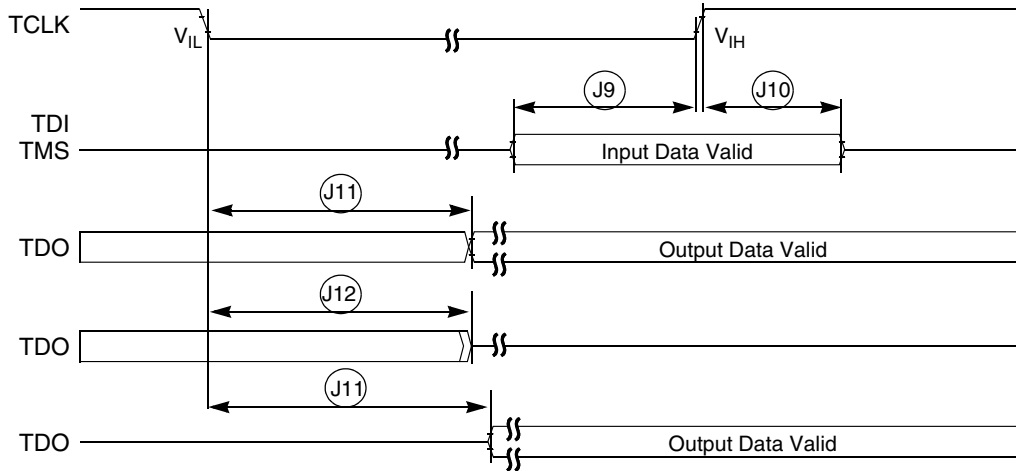 TCLK
V_IL
V_IH
J9
J10
TDI
TMS
Input Data Valid
J11
TDO
Output Data Valid
J12
TDO
J11
TDO
Output Data Valid